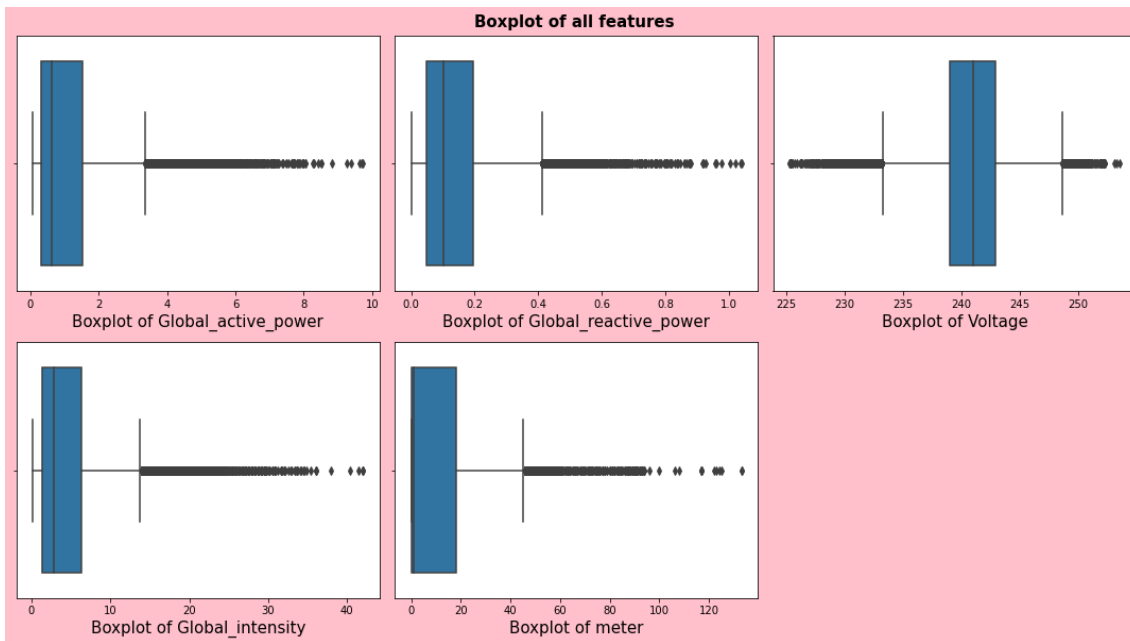 Boxplot of all features
0 2 4 6 8 10
Boxplot of Global_active_power
0.0 0.2 0.4 0.6 0.8 1.0
Boxplot of Global_reactive_power
225 230 235 240 245 250
Boxplot of Voltage
0 10 20 30 40
Boxplot of Global_intensity
0 20 40 60 80 100 120
Boxplot of meter